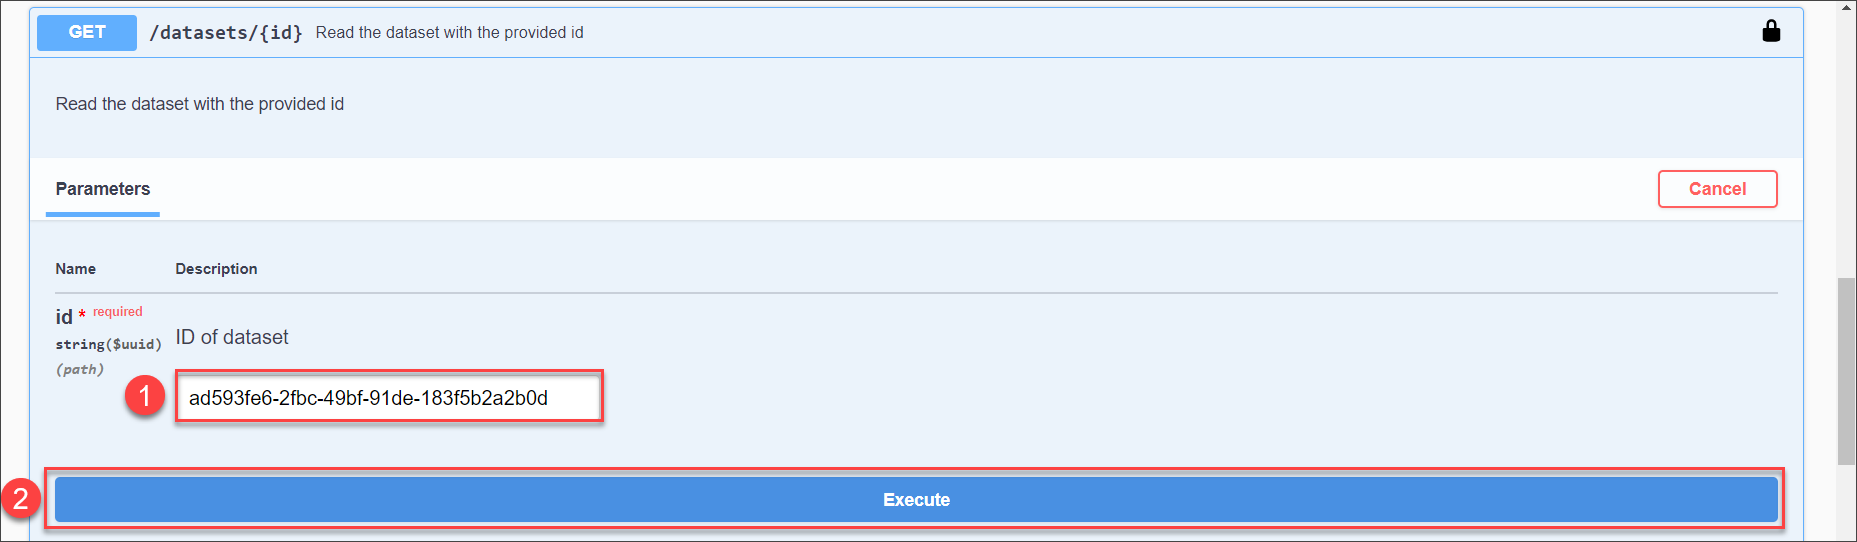 GET /datasets/{id} Read the dataset with the provided id
Read the dataset with the provided id
Parameters Cancel
Name Description
id * required
string($uuid)
(path)
ID of dataset
1 ad593fe6-2fbc-49bf-91de-183f5b2a2b0d
2 Execute